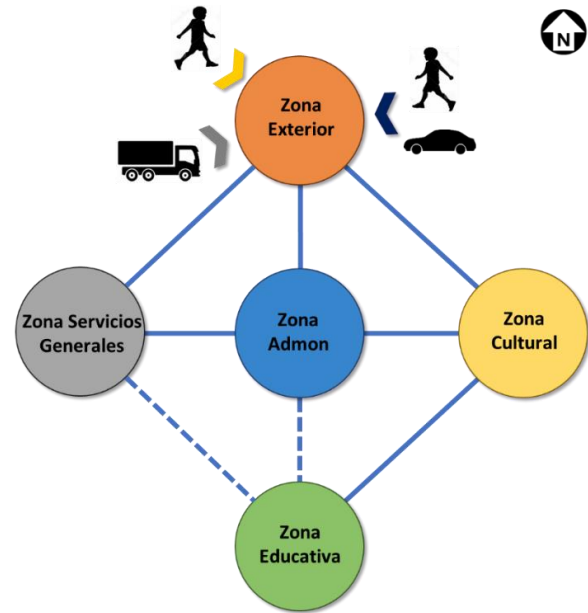 N
Zona
Exterior
Zona Servicios
Generales
Zona
Admon
Zona
Cultural
Zona
Educativa